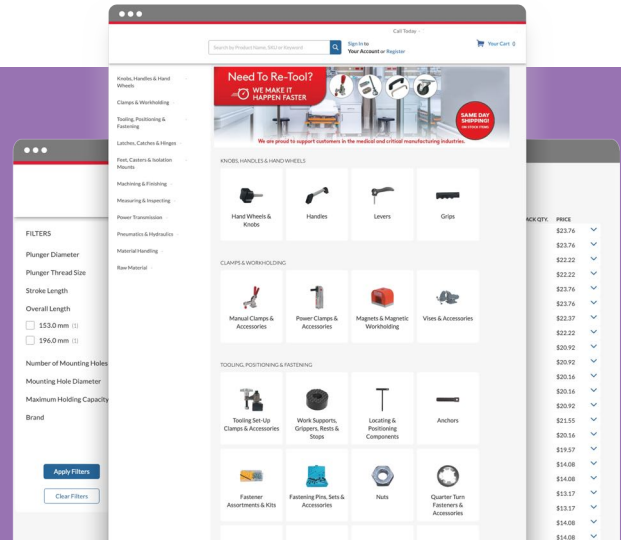 Call Today
Search by Product Name, SKU or Keyword
Sign In to
Your Account or Register
Your Cart 0
Knobs, Handles & Hand
Wheels
Clamps & Workholding
Tooling, Positioning &
Fastening
Latches, Catches & Hinges
Feet, Casters & Isolation
Mounts
Machining & Finishing
Measuring & Inspecting
Power Transmission
Pneumatics & Hydraulics
Material Handling
Raw Material
Need To Re-Tool?
WE MAKE IT
HAPPEN FASTER
SAME DAY
SHIPPING!
ON STOCK ITEMS
We are proud to support customers in the medical and critical manufacturing industries.
KNOBS, HANDLES & HAND WHEELS
Hand Wheels &
Knobs
Handles
Levers
Grips
CLAMPS & WORKHOLDING
Manual Clamps &
Accessories
Power Clamps &
Accessories
Magnets & Magnetic
Workholding
Vises & Accessories
TOOLING, POSITIONING & FASTENING
Tooling Set-Up
Clamps & Accessories
Work Supports,
Grippers, Rests &
Stops
Locating &
Positioning
Components
Anchors
Fastener
Assortments & Kits
Fastening Pins, Sets &
Accessories
Nuts
Quarter Turn
Fasteners &
Accessories
FILTERS
Plunger Diameter
Plunger Thread Size
Stroke Length
Overall Length
153.0 mm (1)
196.0 mm (1)
Number of Mounting Holes
Mounting Hole Diameter
Maximum Holding Capacity
Brand
Apply Filters
Clear Filters
ACK QTY. PRICE
$23.76
$23.76
$22.22
$22.22
$23.76
$23.76
$22.37
$22.22
$20.92
$20.92
$20.16
$20.16
$20.92
$21.55
$20.16
$19.57
$14.08
$14.08
$13.17
$13.17
$14.08
$14.08